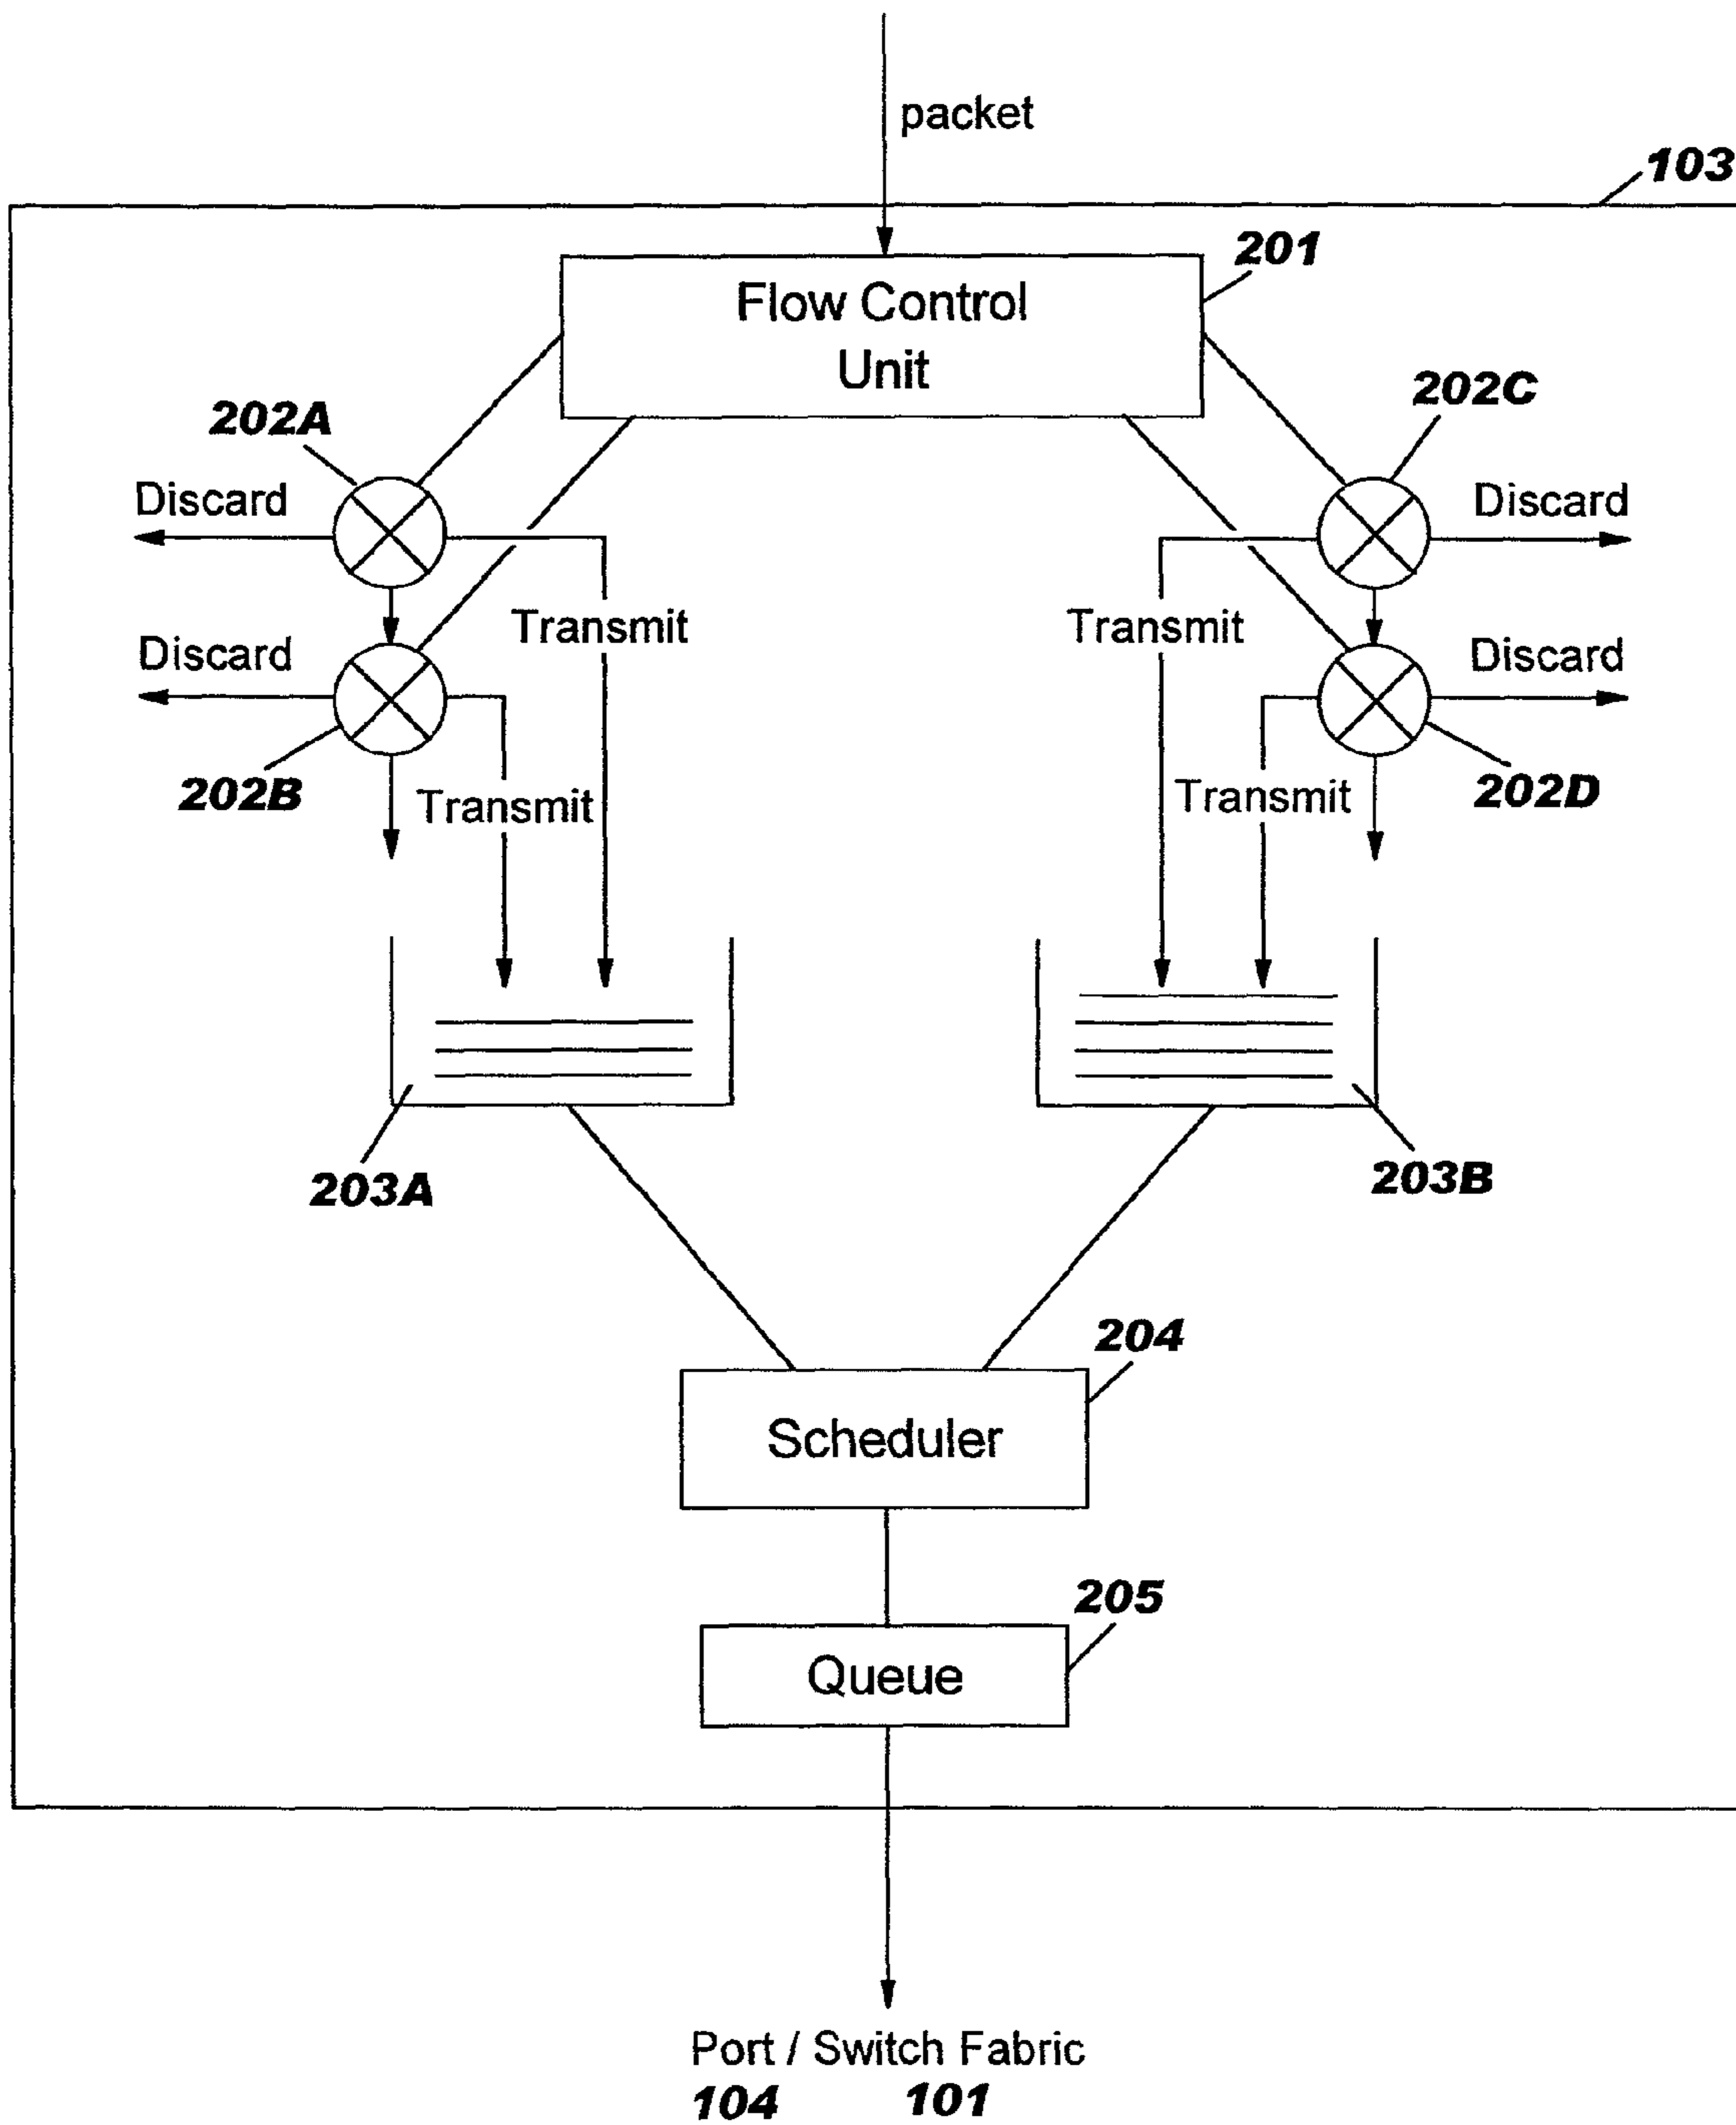 packet
103
201
Flow Control
Unit
202A
202C
Discard
Discard
Transmit
Transmit
Discard
Discard
202B
Transmit
Transmit
202D
203A
203B
204
Scheduler
205
Queue
Port / Switch Fabric
104 101